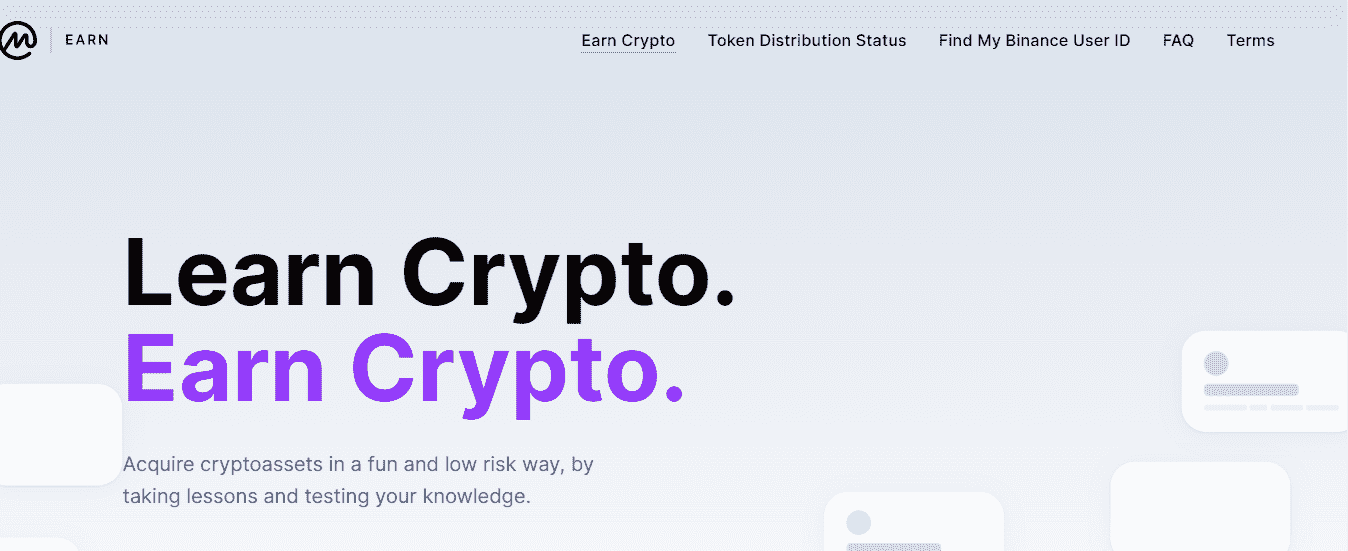 EARN
Earn Crypto
Token Distribution Status
Find My Binance User ID
FAQ
Terms
Learn Crypto.
Earn Crypto.
Acquire cryptoassets in a fun and low risk way, by
taking lessons and testing your knowledge.